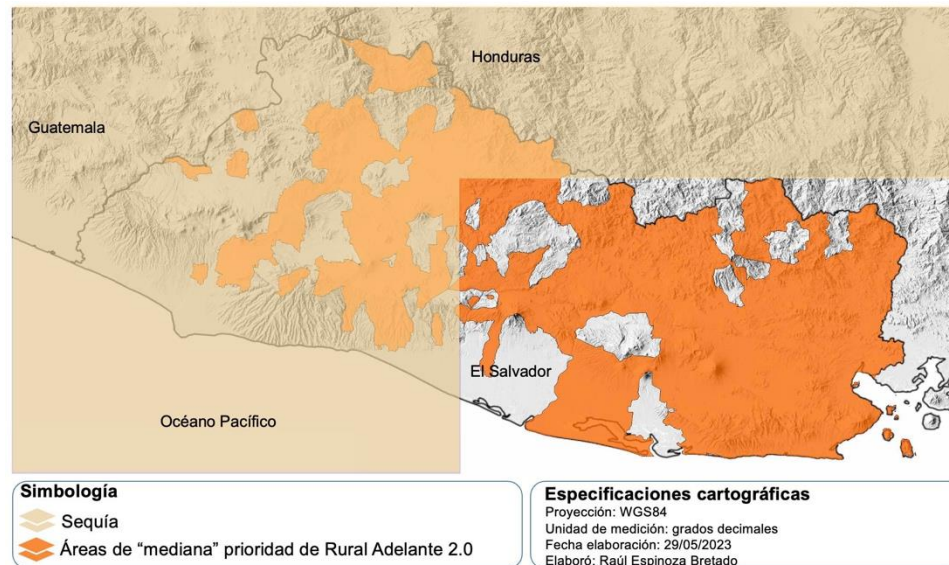 Honduras
Guatemala
El Salvador
Océano Pacífico
Simbología
Sequía
Áreas de “mediana” prioridad de Rural Adelante 2.0
Especificaciones cartográficas
Proyección: WGS84
Unidad de medición: grados decimales
Fecha elaboración: 29/05/2023
Elaboró: Raúl Espinoza Bretado